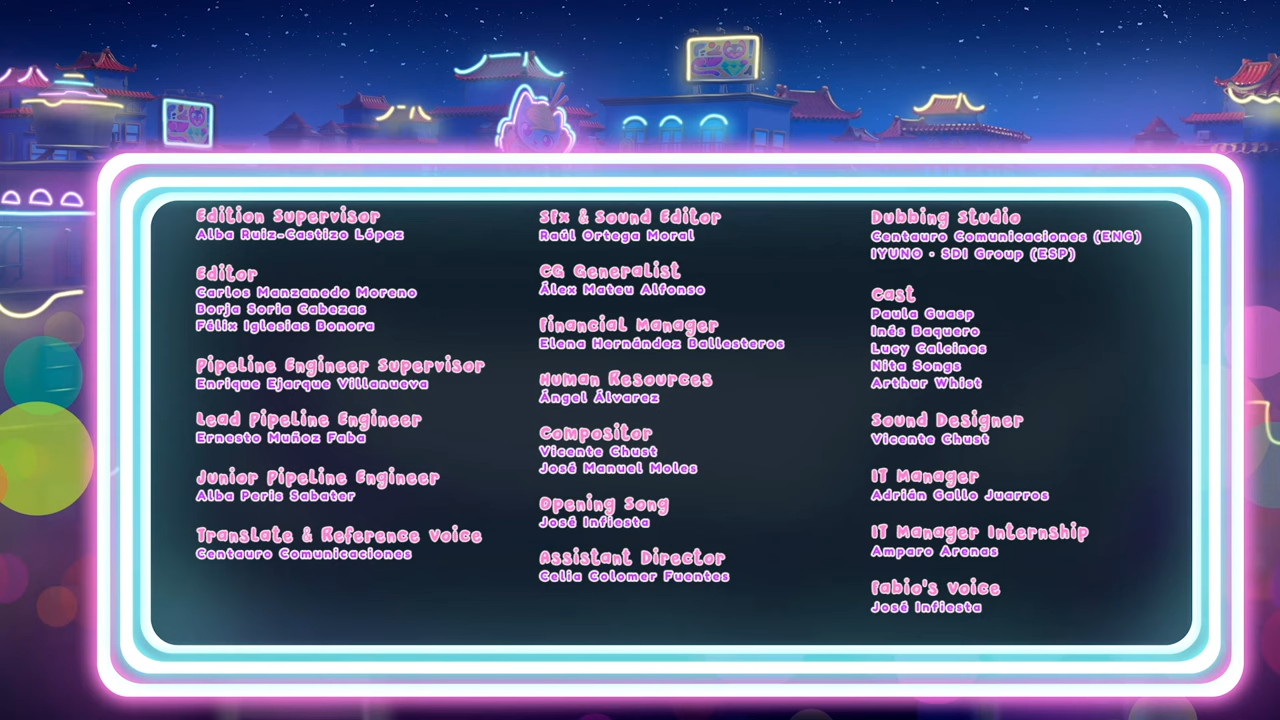 Edition Supervisor
Alba Ruiz-Castizo López
Editor
Carlos Manzanedo Moreno
Borja Soria Cabezas
Félix Iglesias Bonora
Pipeline Engineer Supervisor
Enrique Ejarque Villanueva
Lead Pipeline Engineer
Ernesto Muñoz Faba
Junior Pipeline Engineer
Alba Peris Sabater
Translate & Reference Voice
Centauro Comunicaciones
Sfx & Sound Editor
Raúl Ortega Moral
CG Generalist
Álex Mateu Alfonso
Financial Manager
Elena Hernández Ballesteros
Human Resources
Ángel Álvarez
Compositor
Vicente Chust
José Manuel Moles
Opening Song
José Infiesta
Assistant Director
Celia Colomer Fuentes
Dubbing Studio
Centauro Comunicaciones (ENG)
IYUNO - SDI Group (ESP)
Cast
Paula Guasp
Inés Baquero
Lucy Calcines
Nita Songs
Arthur Whist
Sound Designer
Vicente Chust
IT Manager
Adrián Gallo Juarros
IT Manager Internship
Amparo Arenas
Fabio's Voice
José Infiesta